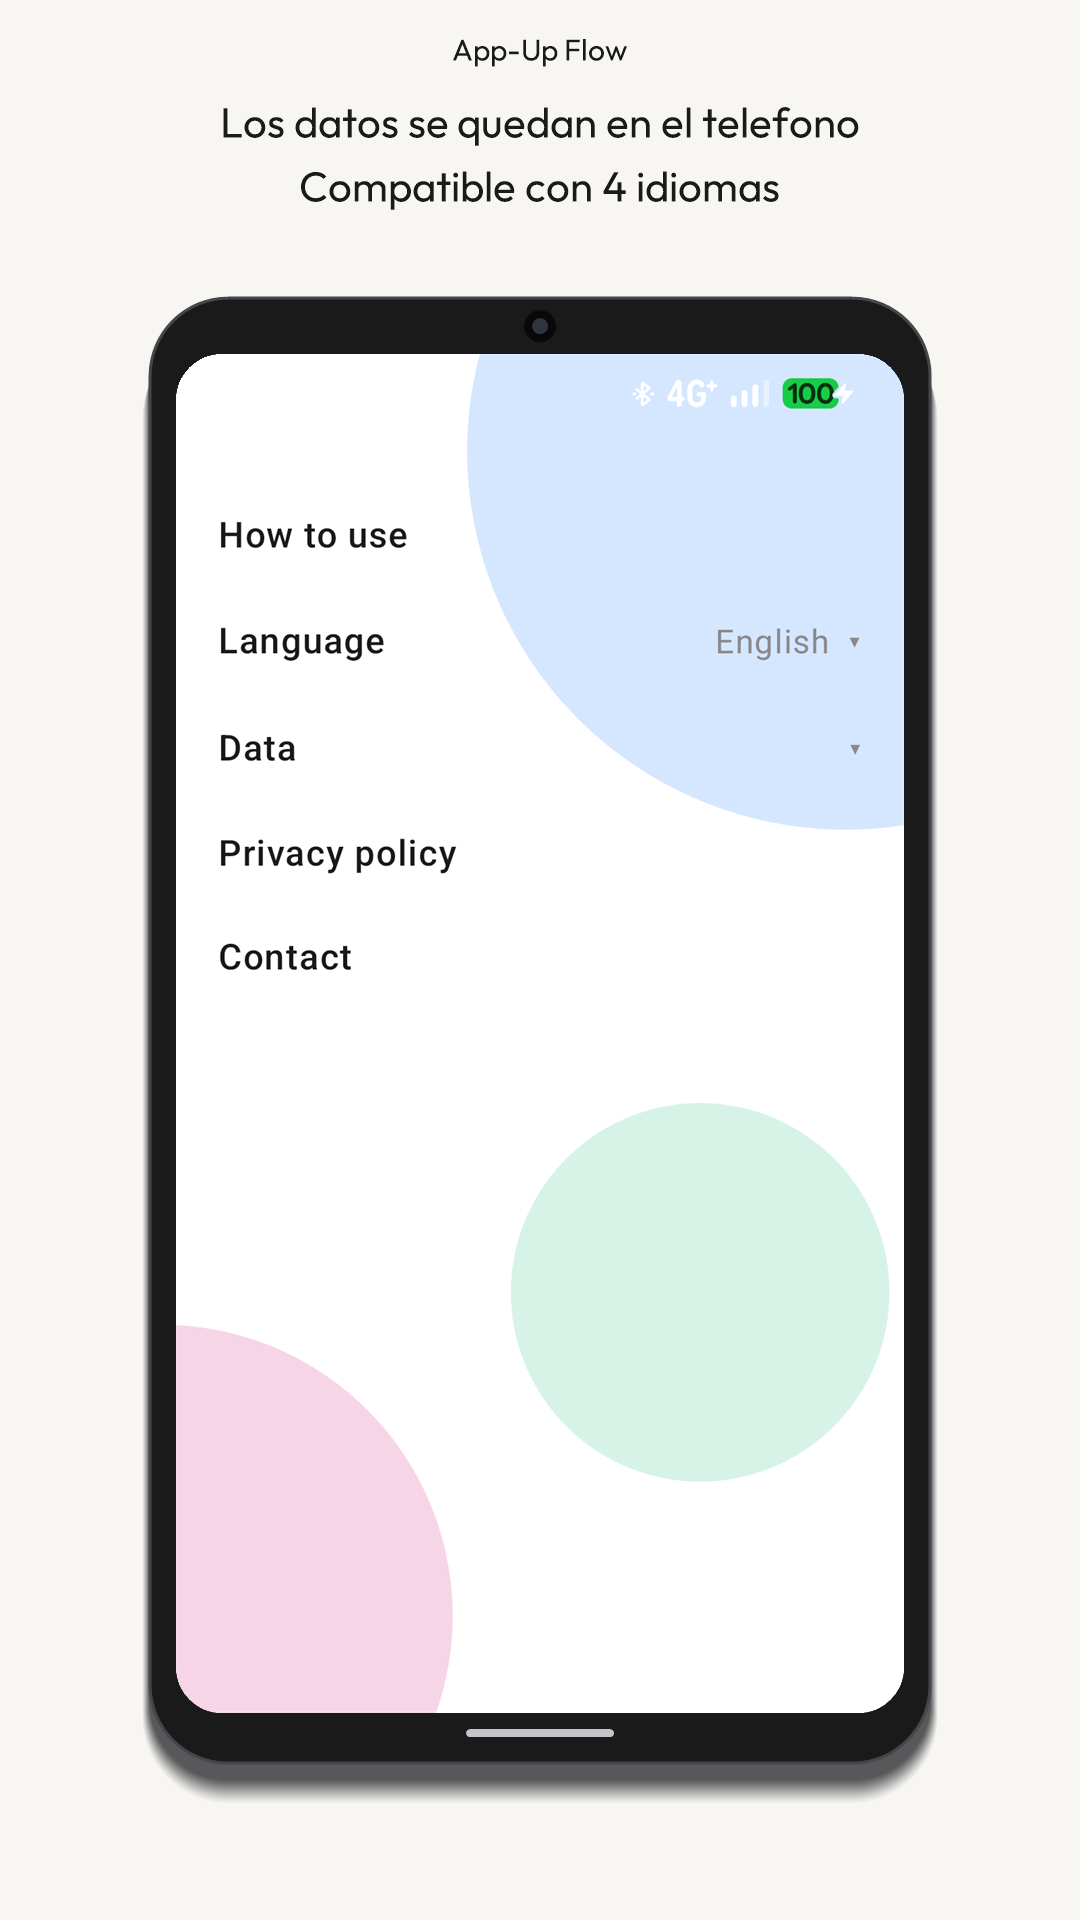 App-Up Flow
Los datos se quedan en el telefono
Compatible con 4 idiomas
4G+ 100
How to use
Language English ▼
Data ▼
Privacy policy
Contact